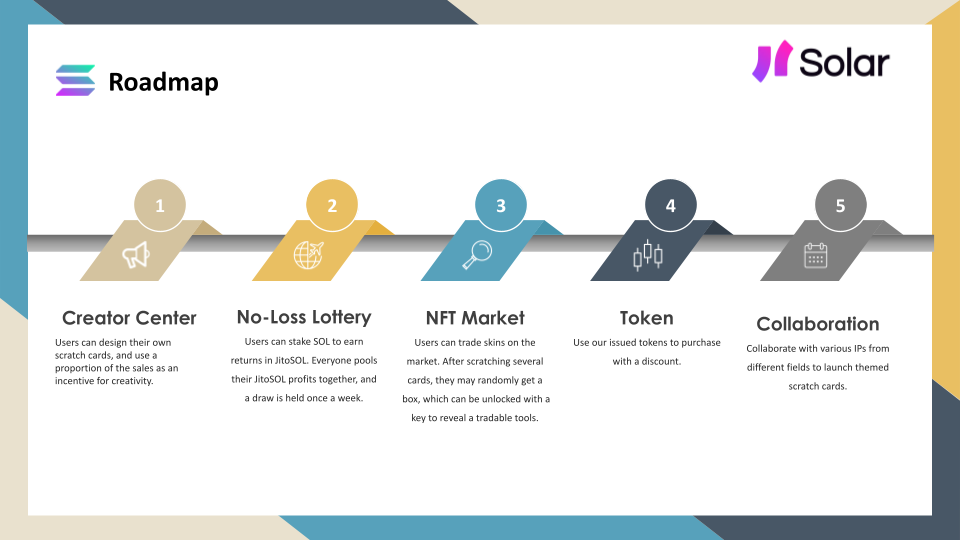 Roadmap
Solar
1
2
3
4
5
Creator Center
Users can design their own
scratch cards, and use a
proportion of the sales as an
incentive for creativity.
No-Loss Lottery
Users can stake SOL to earn
returns in JitoSOL. Everyone pools
their JitoSOL profits together, and
a draw is held once a week.
NFT Market
Users can trade skins on the
market. After scratching several
cards, they may randomly get a
box, which can be unlocked with a
key to reveal a tradable tools.
Token
Use our issued tokens to purchase
with a discount.
Collaboration
Collaborate with various IPs from
different fields to launch themed
scratch cards.